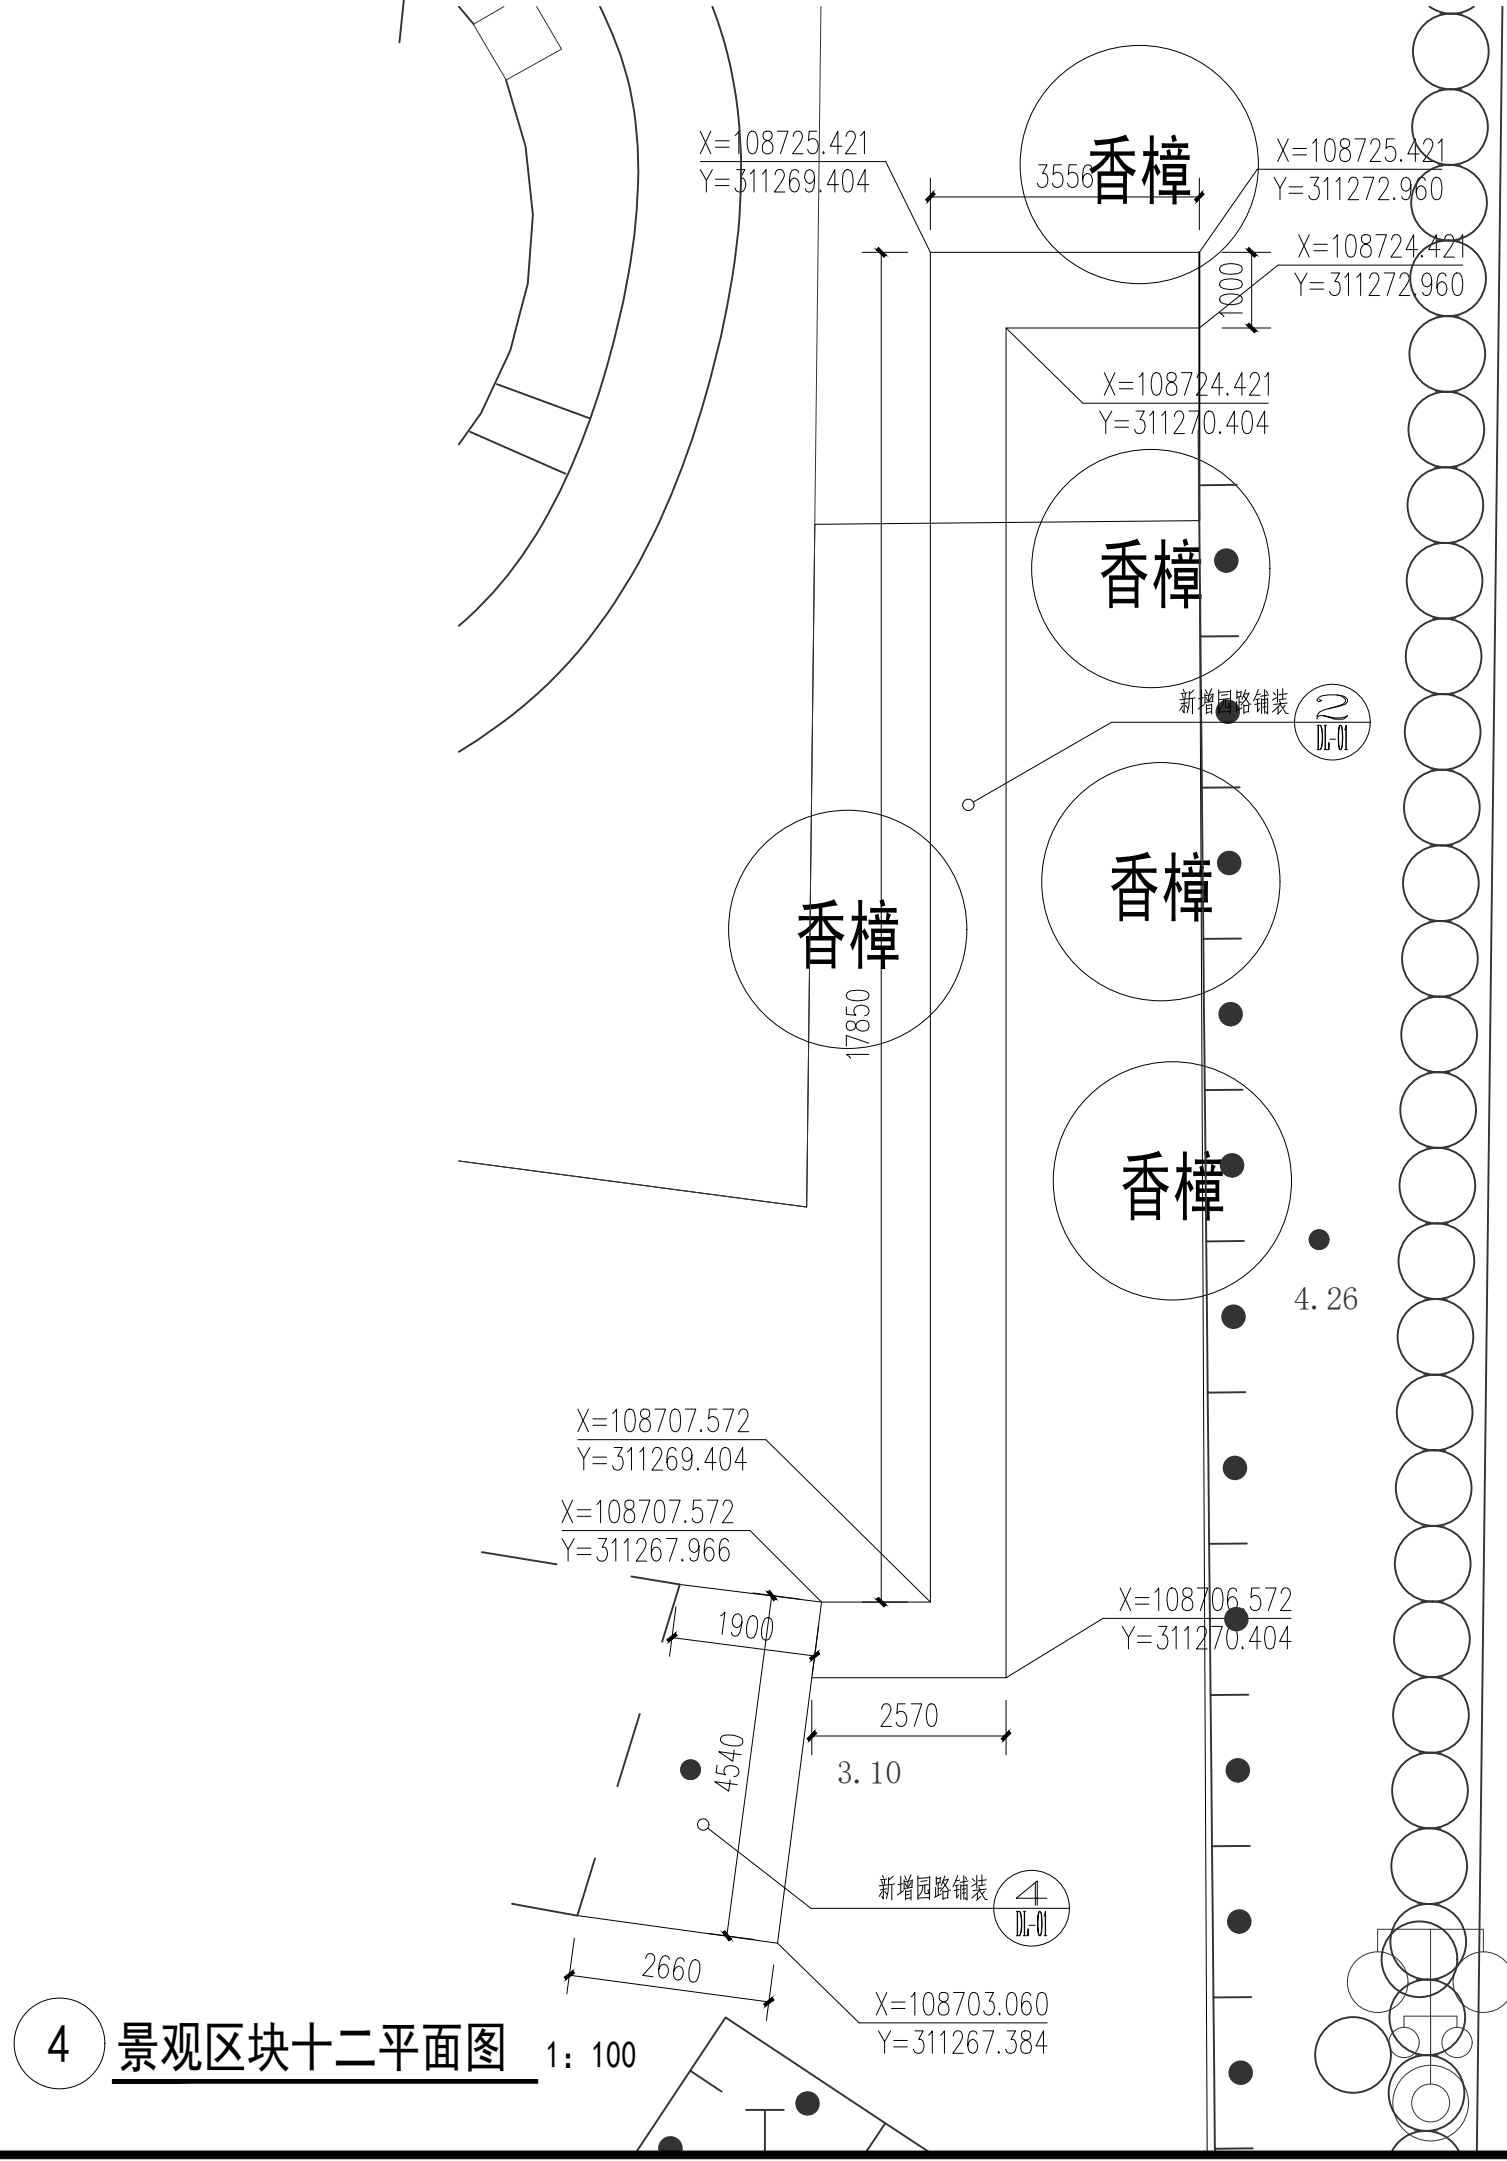 X=108725.421
Y=311269.404
3556
香樟
X=108725.421
Y=311272.960
X=108724.421
Y=311272.960
1000
X=108724.421
Y=311270.404
香樟
新增园路铺装
2
DL-01
香樟
香樟
17850
香樟
4.26
X=108707.572
Y=311269.404
X=108707.572
Y=311267.966
X=108706.572
Y=311270.404
1900
2570
4540
3.10
新增园路铺装
4
DL-01
2660
X=108703.060
Y=311267.384
4 景观区块十二平面图 1: 100